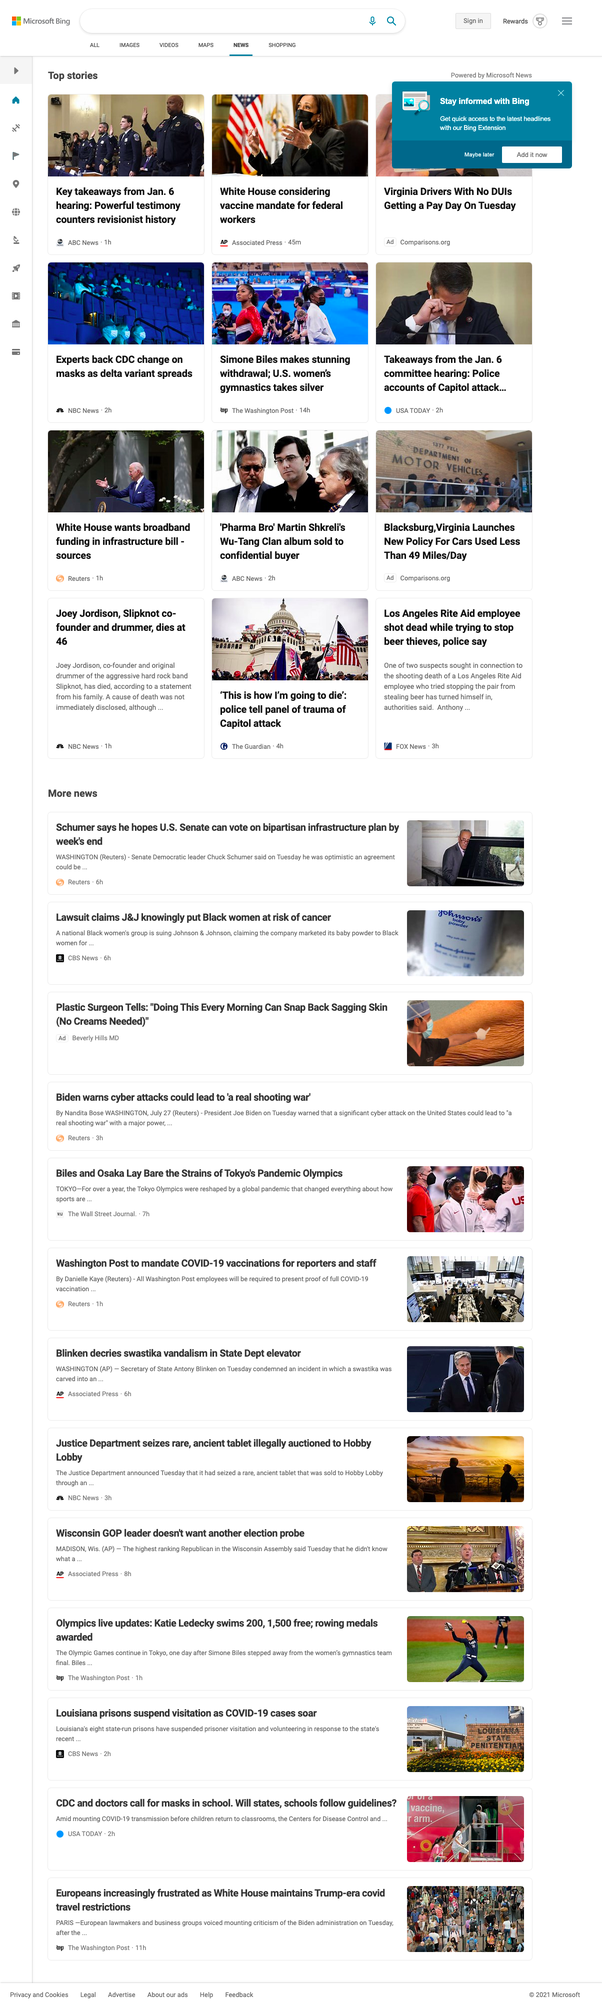 Microsoft Bing
Sign in
Rewards
ALL
IMAGES
VIDEOS
MAPS
NEWS
SHOPPING
Top stories
Powered by Microsoft News
Stay informed with Bing
Get quick access to the latest headlines
with our Bing Extension
Maybe later
Add it now
Key takeaways from Jan. 6
hearing: Powerful testimony
counters revisionist history
ABC News · 1h
White House considering
vaccine mandate for federal
workers
AP Associated Press · 45m
Virginia Drivers With No DUIs
Getting a Pay Day On Tuesday
Ad Comparisons.org
Experts back CDC change on
masks as delta variant spreads
NBC News · 2h
Simone Biles makes stunning
withdrawal; U.S. women's
gymnastics takes silver
wp The Washington Post · 14h
Takeaways from the Jan. 6
committee hearing: Police
accounts of Capitol attack...
USA TODAY · 2h
White House wants broadband
funding in infrastructure bill -
sources
Reuters · 1h
'Pharma Bro' Martin Shkreli's
Wu-Tang Clan album sold to
confidential buyer
ABC News · 2h
DEPARTMENT OF
MOTOR VEHICLES
Blacksburg,Virginia Launches
New Policy For Cars Used Less
Than 49 Miles/Day
Ad Comparisons.org
Joey Jordison, Slipknot co-
founder and drummer, dies at
46
Joey Jordison, co-founder and original
drummer of the aggressive hard rock band
Slipknot, has died, according to a statement
from his family. A cause of death was not
immediately disclosed, although ...
NBC News · 1h
'This is how I'm going to die':
police tell panel of trauma of
Capitol attack
The Guardian · 4h
Los Angeles Rite Aid employee
shot dead while trying to stop
beer thieves, police say
One of two suspects sought in connection to
the shooting death of a Los Angeles Rite Aid
employee who tried stopping the pair from
stealing beer has turned himself in,
authorities said. Anthony ...
FOX News · 3h
More news
Schumer says he hopes U.S. Senate can vote on bipartisan infrastructure plan by
week's end
WASHINGTON (Reuters) - Senate Democratic leader Chuck Schumer said on Tuesday he was optimistic an agreement
could be ...
Reuters · 6h
Lawsuit claims J&J knowingly put Black women at risk of cancer
A national Black women's group is suing Johnson & Johnson, claiming the company marketed its baby powder to Black
women for ...
CBS News · 6h
Johnson's
baby
powder
Plastic Surgeon Tells: "Doing This Every Morning Can Snap Back Sagging Skin
(No Creams Needed)"
Ad Beverly Hills MD
Biden warns cyber attacks could lead to 'a real shooting war'
By Nandita Bose WASHINGTON, July 27 (Reuters) - President Joe Biden on Tuesday warned that a significant cyber attack on the United States could lead to "a
real shooting war" with a major power, ...
Reuters · 3h
Biles and Osaka Lay Bare the Strains of Tokyo's Pandemic Olympics
TOKYO—For over a year, the Tokyo Olympics were reshaped by a global pandemic that changed everything about how
sports are ...
WSJ The Wall Street Journal. · 7h
US
Washington Post to mandate COVID-19 vaccinations for reporters and staff
By Danielle Kaye (Reuters) - All Washington Post employees will be required to present proof of full COVID-19
vaccination ...
Reuters · 1h
Blinken decries swastika vandalism in State Dept elevator
WASHINGTON (AP) — Secretary of State Antony Blinken on Tuesday condemned an incident in which a swastika was
carved into an ...
AP Associated Press · 6h
Justice Department seizes rare, ancient tablet illegally auctioned to Hobby
Lobby
The Justice Department announced Tuesday that it had seized a rare, ancient tablet that was sold to Hobby Lobby
through an ...
NBC News · 3h
Wisconsin GOP leader doesn't want another election probe
MADISON, Wis. (AP) — The highest ranking Republican in the Wisconsin Assembly said Tuesday that he didn't know
what a ...
AP Associated Press · 8h
Olympics live updates: Katie Ledecky swims 200, 1,500 free; rowing medals
awarded
The Olympic Games continue in Tokyo, one day after Simone Biles stepped away from the women's gymnastics team
final. Biles ...
wp The Washington Post · 1h
Louisiana prisons suspend visitation as COVID-19 cases soar
Louisiana's eight state-run prisons have suspended prisoner visitation and volunteering in response to the state's
recent ...
CBS News · 2h
LOUISIANA
STATE
PENITENTIARY
CDC and doctors call for masks in school. Will states, schools follow guidelines?
Amid mounting COVID-19 transmission before children return to classrooms, the Centers for Disease Control and ...
USA TODAY · 2h
vaccine,
r arm.
Europeans increasingly frustrated as White House maintains Trump-era covid
travel restrictions
PARIS —European lawmakers and business groups voiced mounting criticism of the Biden administration on Tuesday,
after the ...
wp The Washington Post · 11h
Privacy and Cookies
Legal
Advertise
About our ads
Help
Feedback
© 2021 Microsoft